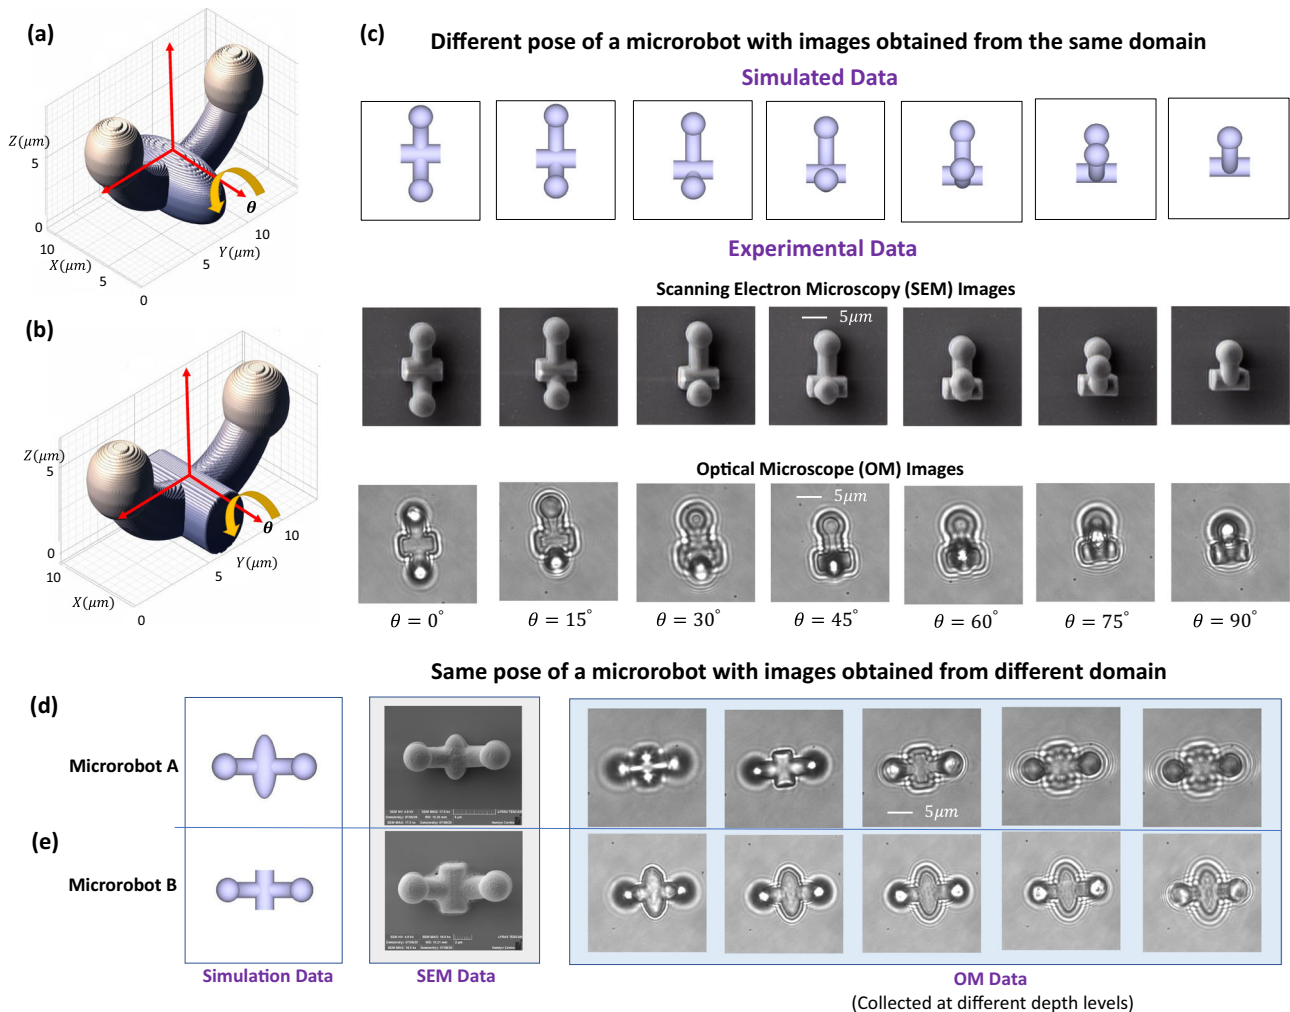 (a)
Z(μm)
5
0
10
X(μm)
5
0
θ
10
Y(μm)
5
(b)
Z(μm)
5
0
10
X(μm)
0
θ
10
Y(μm)
5
(c)
Different pose of a microrobot with images obtained from the same domain
Simulated Data
Experimental Data
Scanning Electron Microscopy (SEM) Images
5μm
Optical Microscope (OM) Images
5μm
θ = 0°
θ = 15°
θ = 30°
θ = 45°
θ = 60°
θ = 75°
θ = 90°
Same pose of a microrobot with images obtained from different domain
(d)
Microrobot A
5μm
(e)
Microrobot B
Simulation Data
SEM Data
OM Data
(Collected at different depth levels)